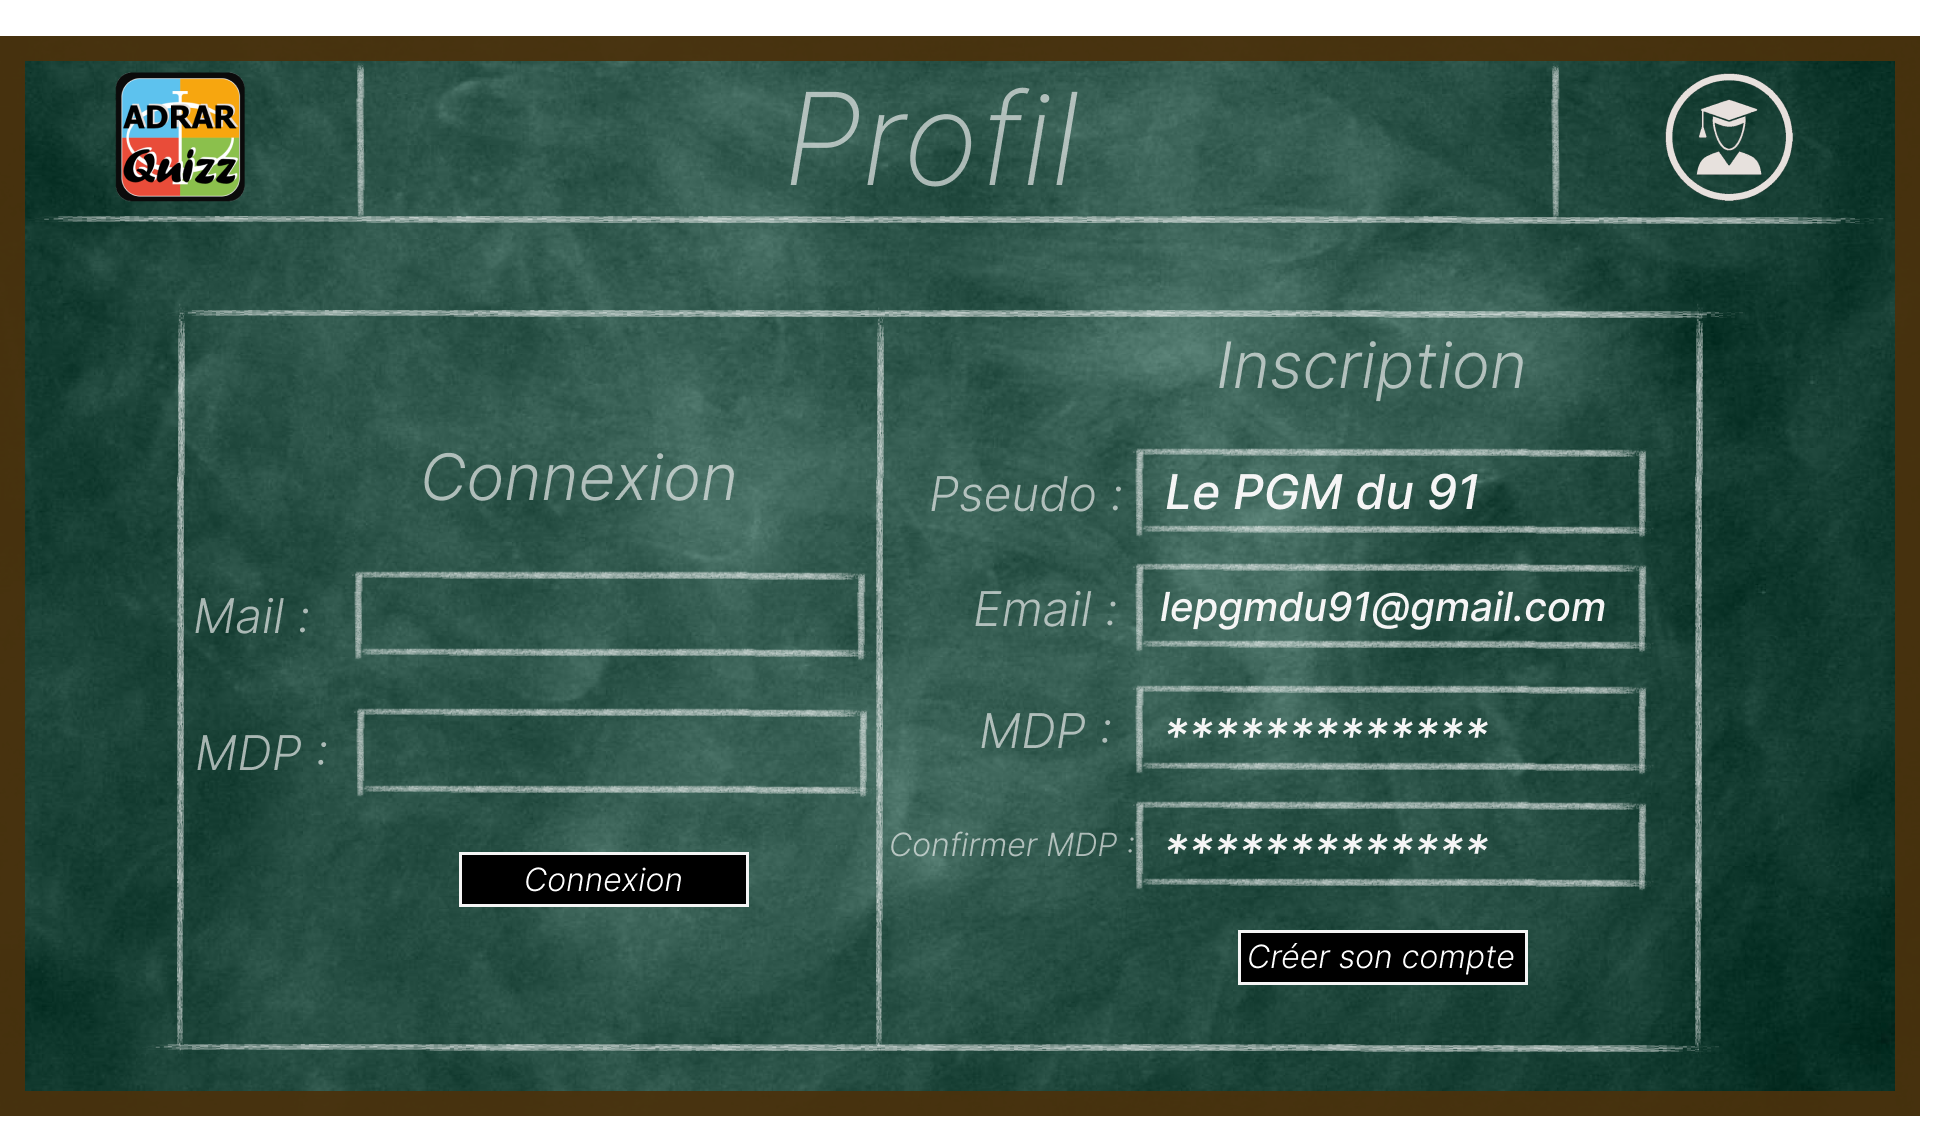 ADRAR
Quizz
Profil
Connexion
Mail :
MDP :
Connexion
Inscription
Pseudo : Le PGM du 91
Email : lepgmdu91@gmail.com
MDP : *************
Confirmer MDP : *************
Créer son compte